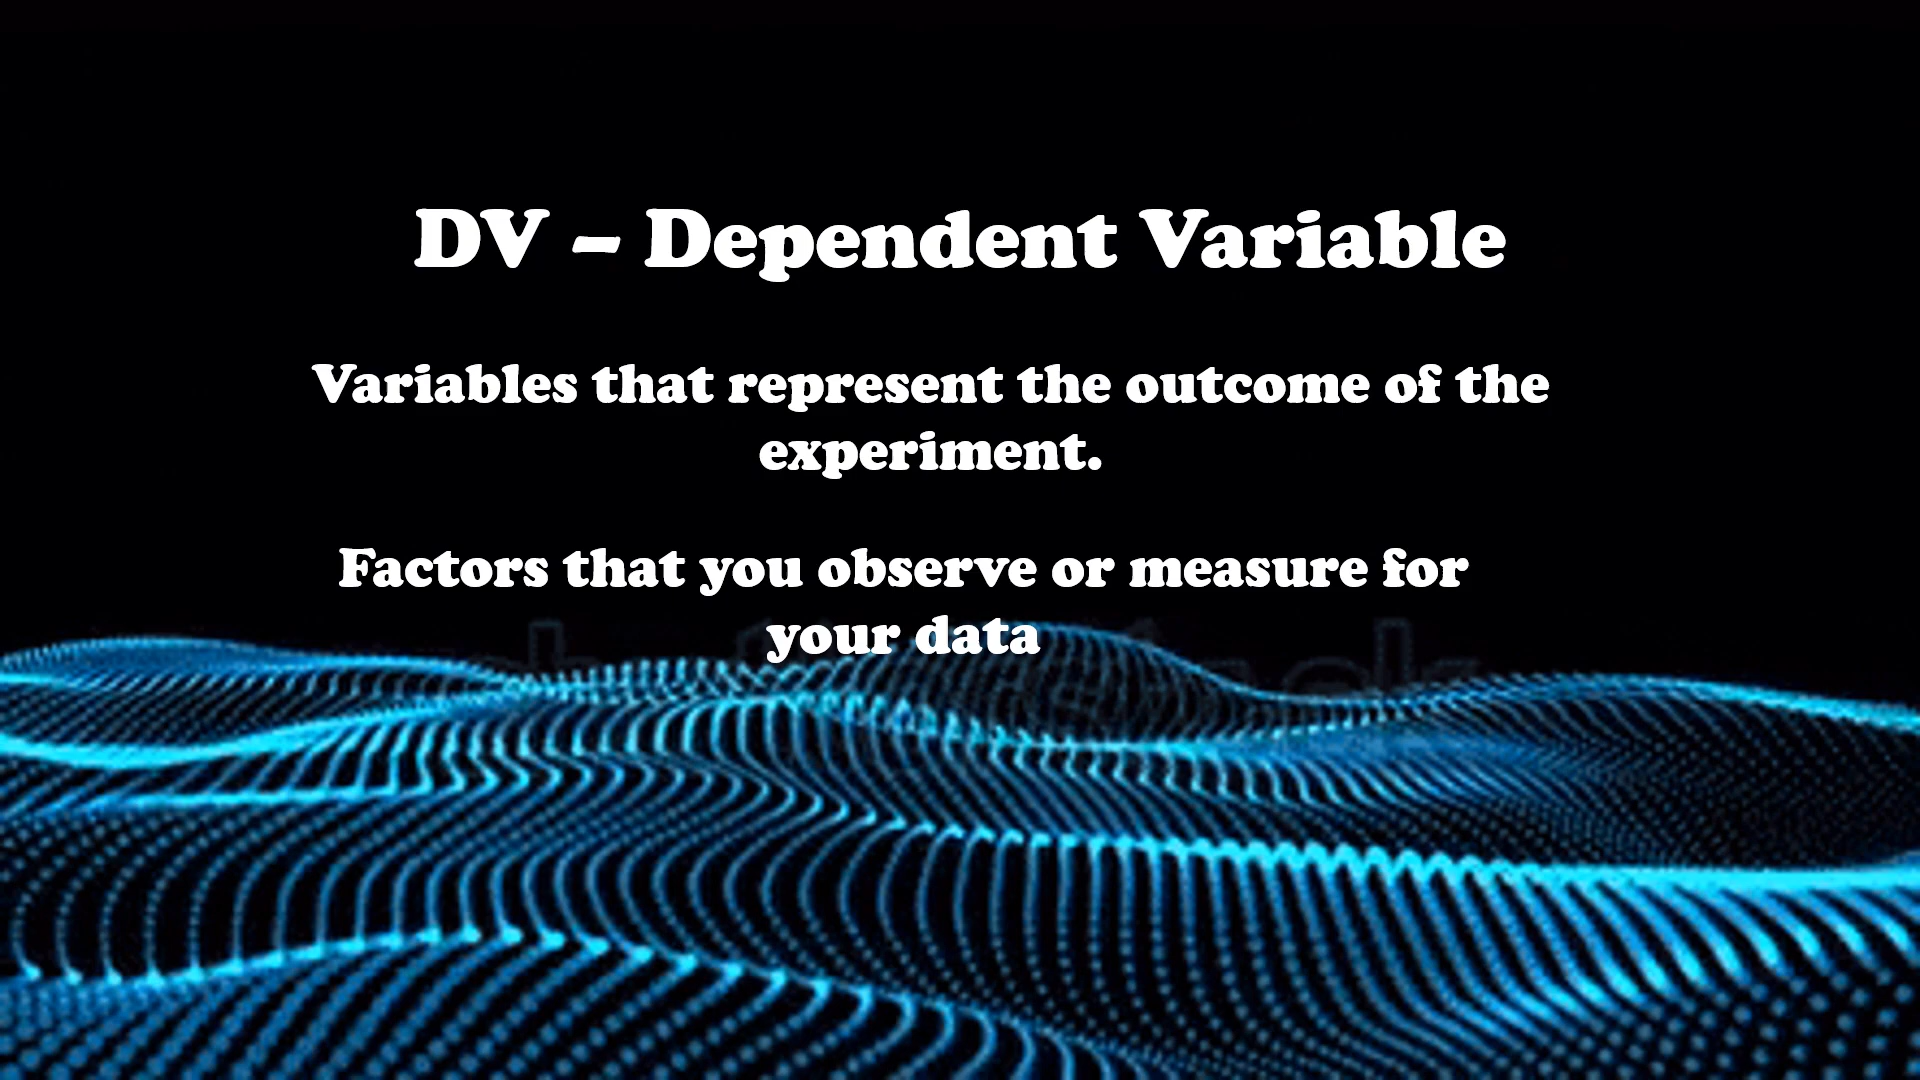 DV – Dependent Variable
Variables that represent the outcome of the
experiment.
Factors that you observe or measure for
your data